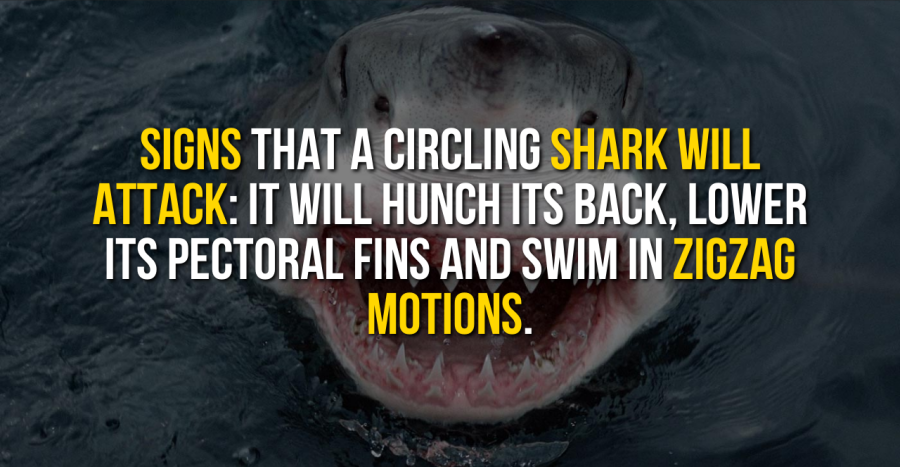 SIGNS THAT A CIRCLING SHARK WILL
ATTACK: IT WILL HUNCH ITS BACK, LOWER
ITS PECTORAL FINS AND SWIM IN ZIGZAG
MOTIONS.